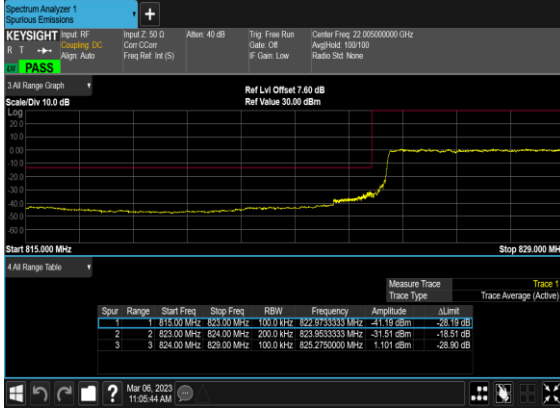 Spectrum Analyzer 1
Spurious Emissions
KEYSIGHT Input: RF Input Z: 50 Ω Atten: 40 dB Trig: Free Run Center Freq: 22.005000000 GHz
R T Coupling: DC Corr CCorr Gate: Off Avg|Hold: 100/100
Align: Auto Freq Ref: Int (S) IF Gain: Low Radio Std: None
LXI PASS
3.All Range Graph
Ref Lvl Offset 7.60 dB
Scale/Div 10.0 dB Ref Value 30.00 dBm
Log
20.0
10.0
0.00
-10.0
-20.0
-30.0
-40.0
-50.0
-60.0
Start 815.000 MHz Stop 829.000 MH
4.All Range Table
Measure Trace Trace 1
Trace Type Trace Average (Active)
Spur Range Start Freq Stop Freq RBW Frequency Amplitude ΔLimit
1 1 815.00 MHz 823.00 MHz 100.0 kHz 822.9733333 MHz -41.19 dBm -28.19 dB
2 2 823.00 MHz 824.00 MHz 200.0 kHz 823.9533333 MHz -31.51 dBm -18.51 dB
3 3 824.00 MHz 829.00 MHz 100.0 kHz 825.2750000 MHz 1.101 dBm -28.90 dB
Mar 06, 2023
11:05:44 AM